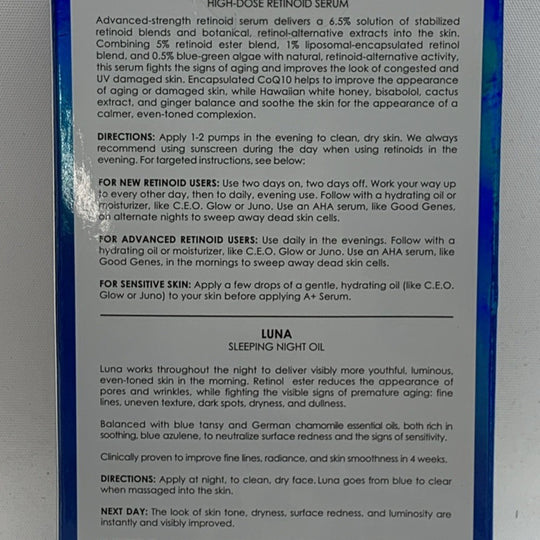 HIGH-DOSE RETINOID SERUM
Advanced-strength retinoid serum delivers a 6.5% solution of stabilized
retinoid blends and botanical, retinol-alternative extracts into the skin.
Combining 5% retinoid ester blend, 1% liposomal-encapsulated retinol
blend, and 0.5% blue-green algae with natural, retinoid-alternative activity,
this serum fights the signs of aging and improves the look of congested and
UV damaged skin. Encapsulated CoQ10 helps to improve the appearance
of aging or damaged skin, while Hawaiian white honey, bisabolol, cactus
extract, and ginger balance and soothe the skin for the appearance of a
calmer, even-toned complexion.
DIRECTIONS: Apply 1-2 pumps in the evening to clean, dry skin. We always
recommend using sunscreen during the day when using retinoids in the
evening. For targeted instructions, see below:
FOR NEW RETINOID USERS: Use two days on, two days off. Work your way up
to every other day, then to daily, evening use. Follow with a hydrating oil or
moisturizer, like C.E.O. Glow or Juno. Use an AHA serum, like Good Genes,
on alternate nights to sweep away dead skin cells.
FOR ADVANCED RETINOID USERS: Use daily in the evenings. Follow with a
hydrating oil or moisturizer, like C.E.O. Glow or Juno. Use an AHA serum, like
Good Genes, in the mornings to sweep away dead skin cells.
FOR SENSITIVE SKIN: Apply a few drops of a gentle, hydrating oil (like C.E.O.
Glow or Juno) to your skin before applying A+ Serum.
LUNA
SLEEPING NIGHT OIL
Luna works throughout the night to deliver visibly more youthful, luminous,
even-toned skin in the morning. Retinol ester reduces the appearance of
pores and wrinkles, while fighting the visible signs of premature aging: fine
lines, uneven texture, dark spots, dryness, and dullness.
Balanced with blue tansy and German chamomile essential oils, both rich in
soothing, blue azulene, to neutralize surface redness and the signs of sensitivity.
Clinically proven to improve fine lines, radiance, and skin smoothness in 4 weeks.
DIRECTIONS: Apply at night, to clean, dry face. Luna goes from blue to clear
when massaged into the skin.
NEXT DAY: The look of skin tone, dryness, surface redness, and luminosity are
instantly and visibly improved.